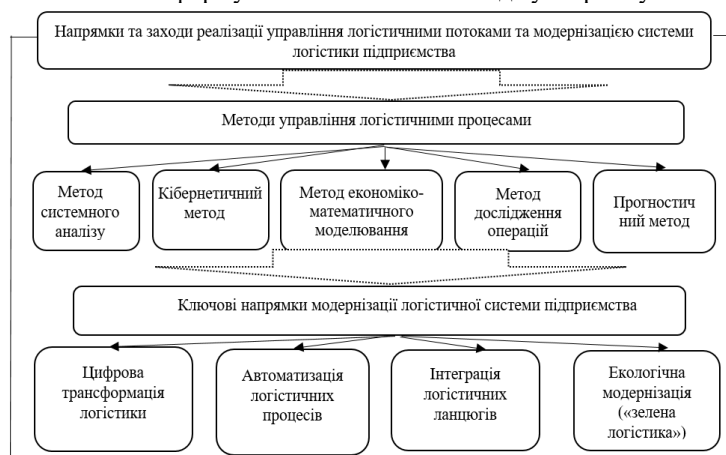 Напрямки та заходи реалізації управління логістичними потоками та модернізацією системи
логістики підприємства
Методи управління логістичними процесами
Метод
системного
аналізу
Кібернетичний
метод
Метод економіко-
математичного
моделювання
Метод
дослідження
операцій
Прогностич
ний метод
Ключові напрямки модернізації логістичної системи підприємства
Цифрова
трансформація
логістики
Автоматизація
логістичних
процесів
Інтеграція
логістичних
ланцюгів
Екологічна
модернізація
(«зелена
логістика»)